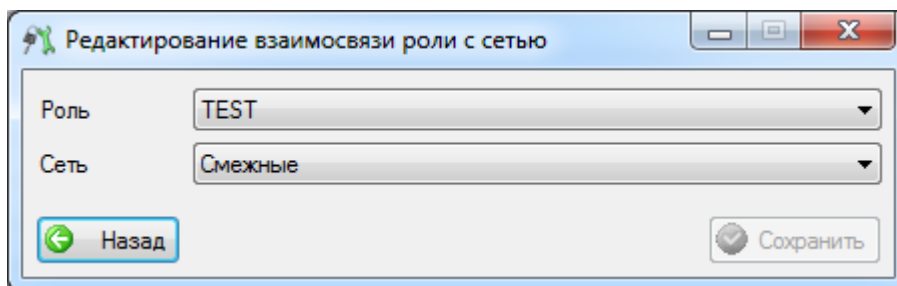 Редактирование взаимосвязи роли с сетью
Роль TEST
Сеть Смежные
Назад Сохранить